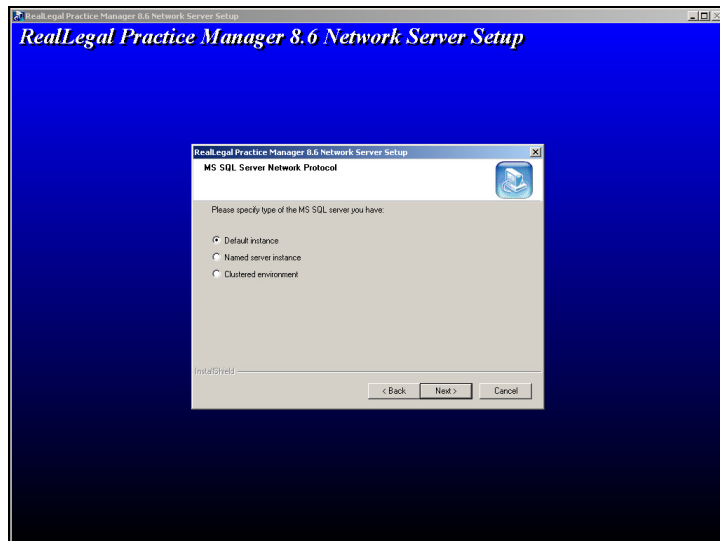 RealLegal Practice Manager 8.6 Network Server Setup
RealLegal Practice Manager 8.6 Network Server Setup
RealLegal Practice Manager 8.6 Network Server Setup
MS SQL Server Network Protocol
Please specify type of the MS SQL server you have:
Default instance
Named server instance
Clustered environment
InstallShield
< Back Next > Cancel